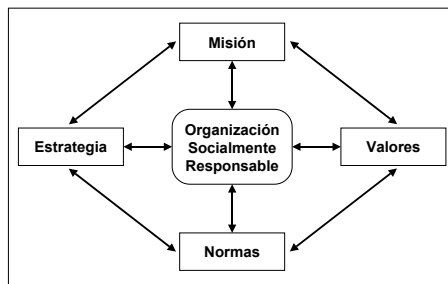 Misión
Organización
Socialmente
Responsable
Estrategia
Valores
Normas